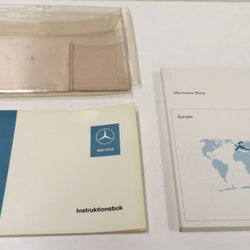 service
Instruktionsbok
Mercedes-Benz
Europa